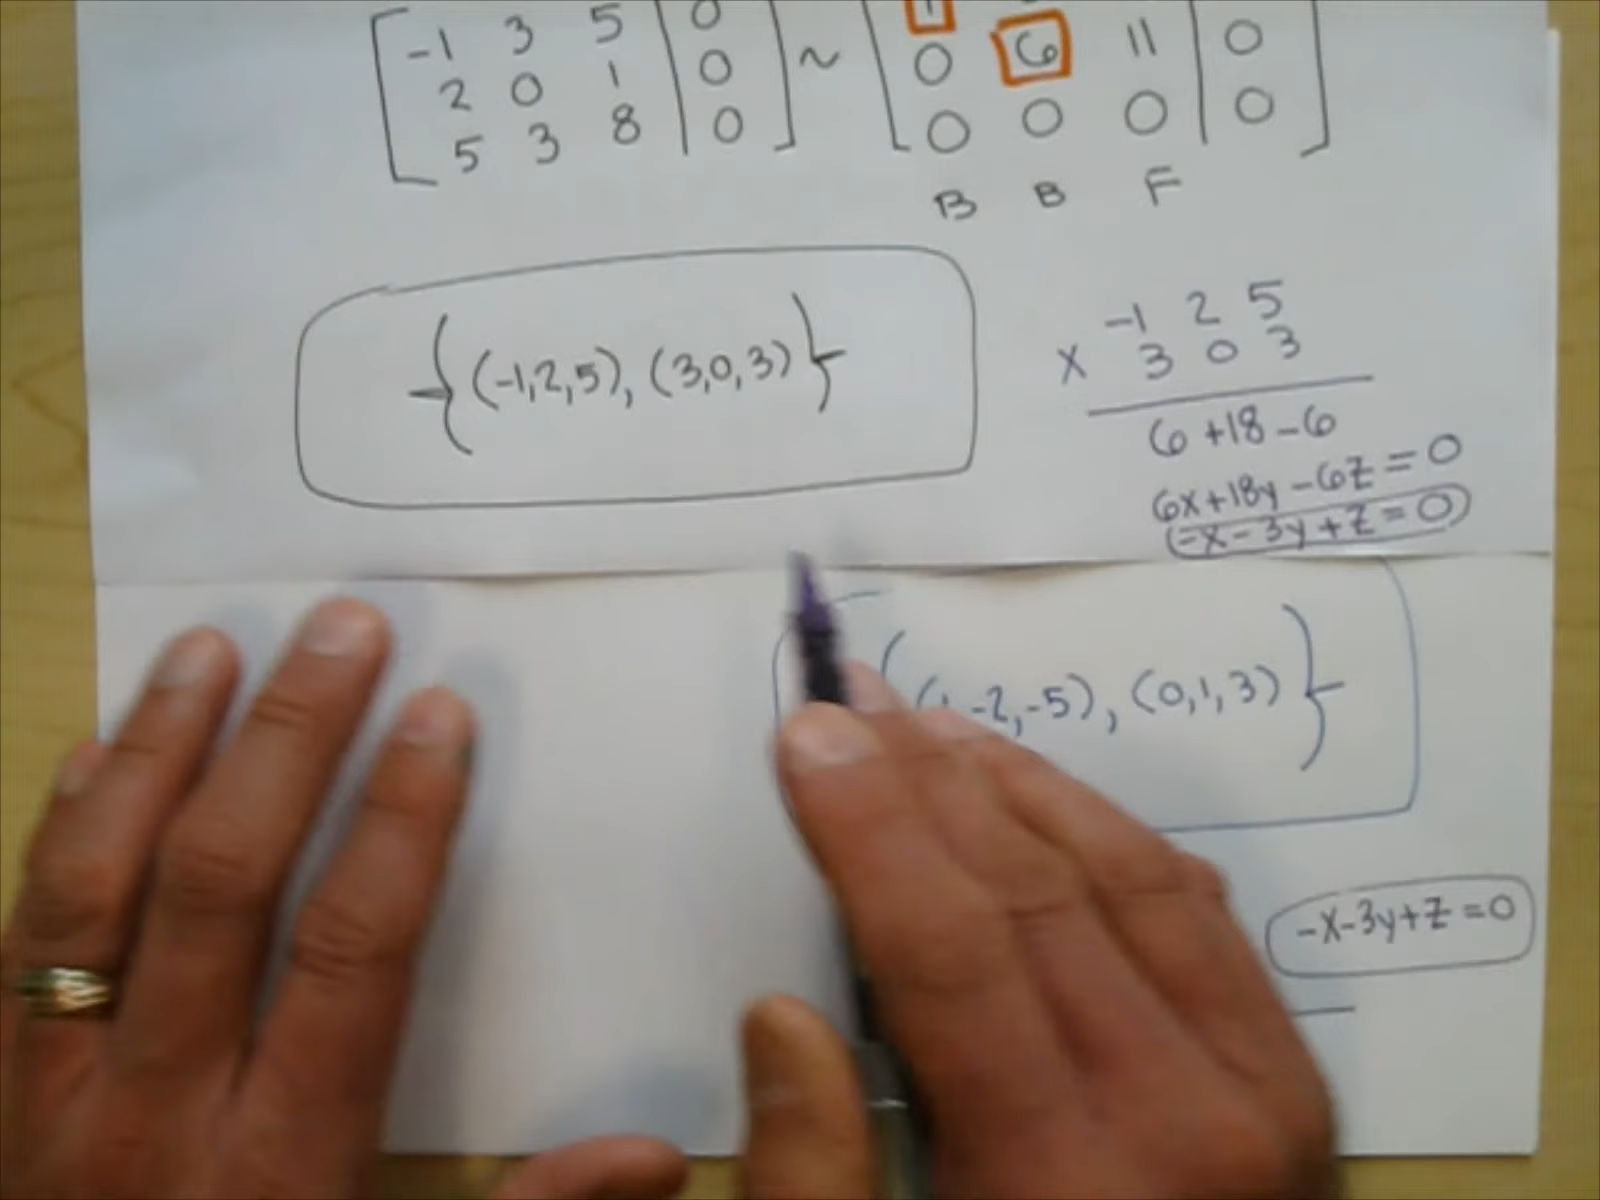 -1 3 5 | 0
0 6 11 | 0
2 0 1 | 0 ~
5 3 8 | 0
0 0 0 | 0
B B F
{(-1,2,5), (3,0,3)}
-1 2 5
X 3 0 3
6 +18 -6
6x+18y-6z=0
-x-3y+z=0
-2,-5), (0,1,3)}
-x-3y+z=0